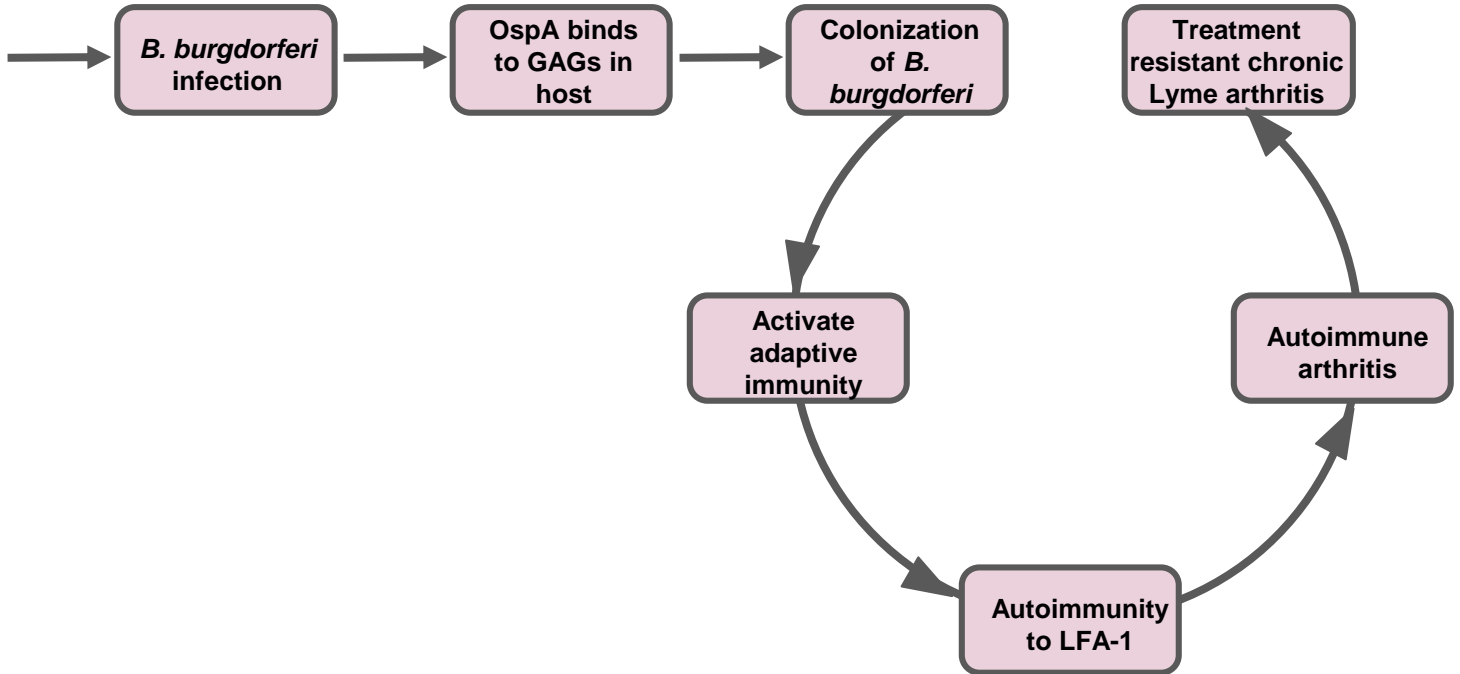 B. burgdorferi
infection
OspA binds
to GAGs in
host
Colonization
of B.
burgdorferi
Treatment
resistant chronic
Lyme arthritis
Activate
adaptive
immunity
Autoimmune
arthritis
Autoimmunity
to LFA-1